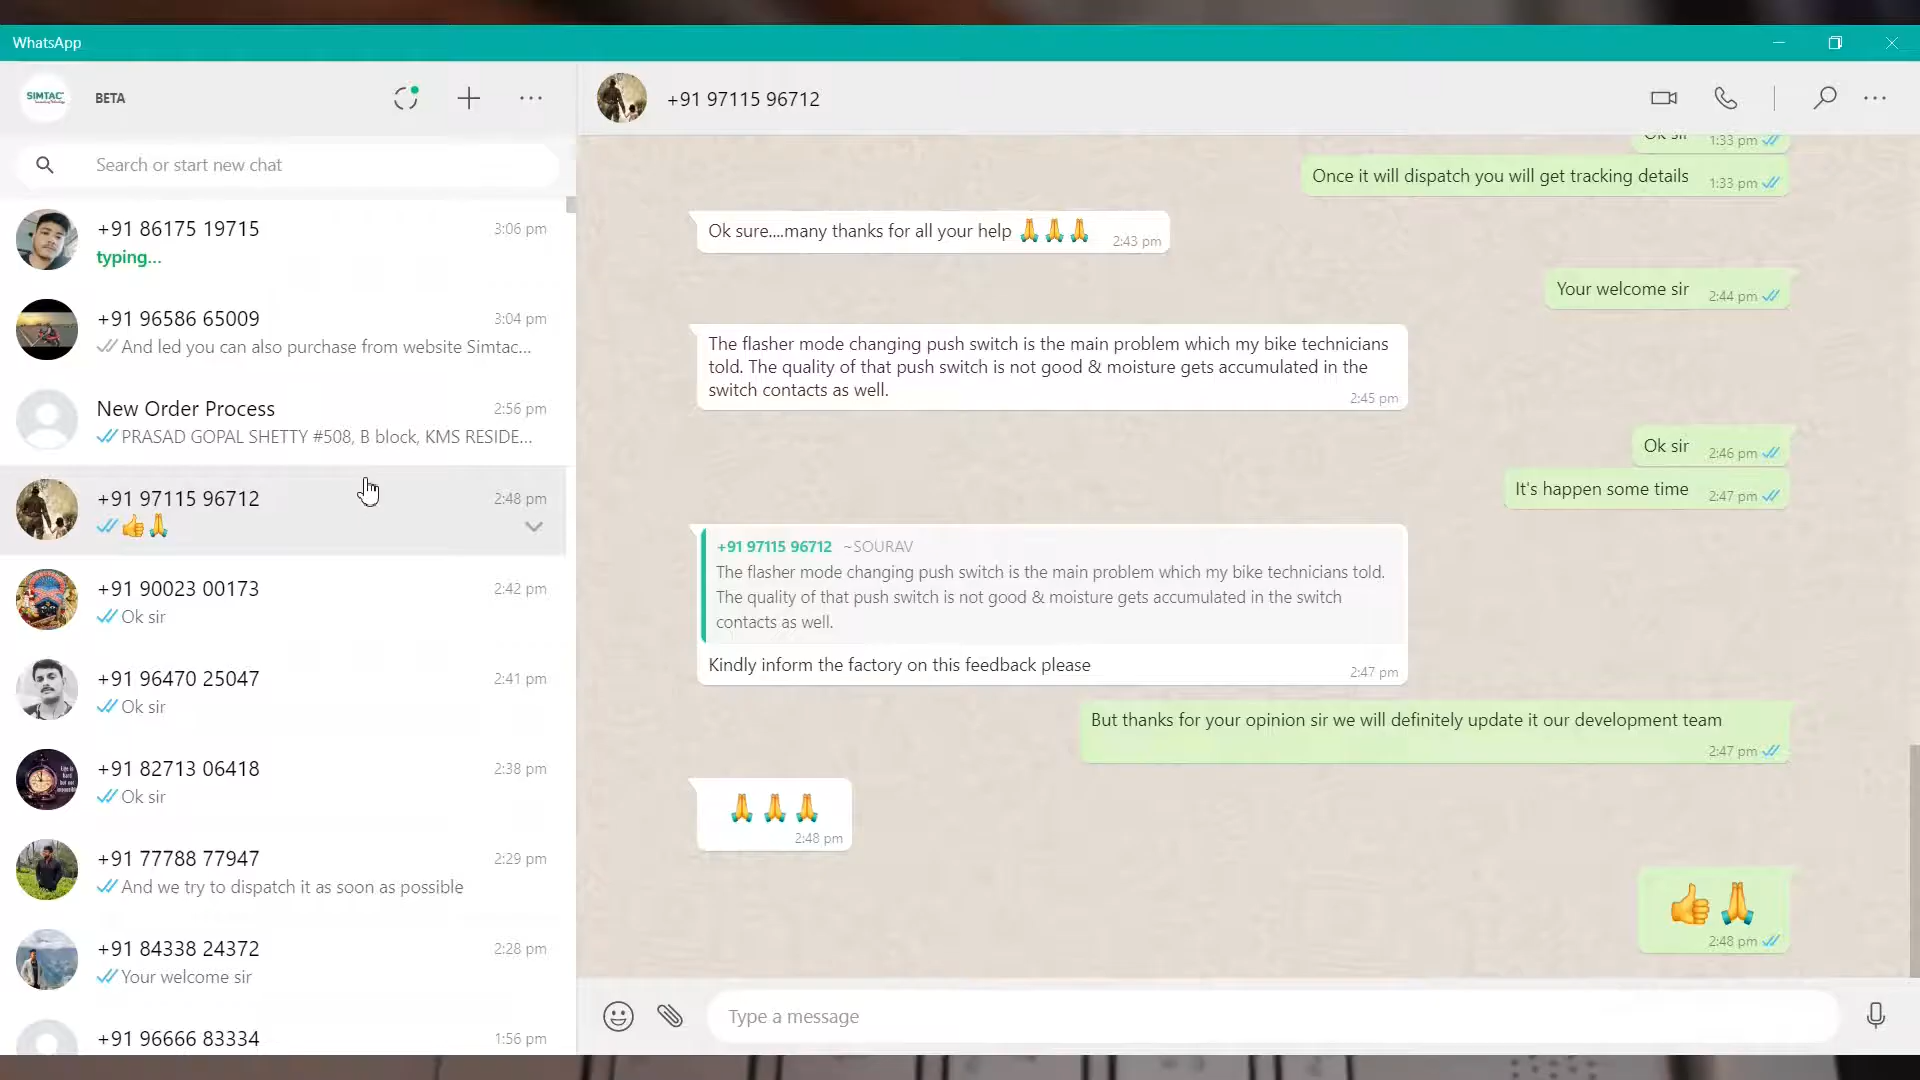 WhatsApp
SIMTAC
BETA
Search or start new chat
+91 86175 19715
3:06 pm
typing...
+91 96586 65009
3:04 pm
And led you can also purchase from website Simtac...
New Order Process
2:56 pm
PRASAD GOPAL SHETTY #508, B block, KMS RESIDE...
+91 97115 96712
2:48 pm
👍🙏
+91 90023 00173
2:42 pm
Ok sir
+91 96470 25047
2:41 pm
Ok sir
+91 82713 06418
2:38 pm
Ok sir
+91 77788 77947
2:29 pm
And we try to dispatch it as soon as possible
+91 84338 24372
2:28 pm
Your welcome sir
+91 96666 83334
1:56 pm
+91 97115 96712
Ok sir
1:33 pm
Once it will dispatch you will get tracking details
1:33 pm
Ok sure....many thanks for all your help 🙏🙏🙏
2:43 pm
Your welcome sir
2:44 pm
The flasher mode changing push switch is the main problem which my bike technicians
told. The quality of that push switch is not good & moisture gets accumulated in the
switch contacts as well.
2:45 pm
Ok sir
2:46 pm
It's happen some time
2:47 pm
+91 97115 96712 ~SOURAV
The flasher mode changing push switch is the main problem which my bike technicians told.
The quality of that push switch is not good & moisture gets accumulated in the switch
contacts as well.
Kindly inform the factory on this feedback please
2:47 pm
But thanks for your opinion sir we will definitely update it our development team
2:47 pm
🙏🙏🙏
2:48 pm
👍🙏
2:48 pm
Type a message